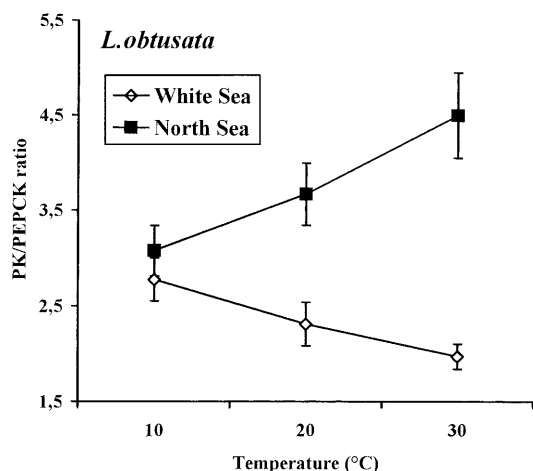 L.obtusata
White Sea
North Sea
PK/PEPCK ratio
5,5
4,5
3,5
2,5
1,5
10 20 30
Temperature (°C)